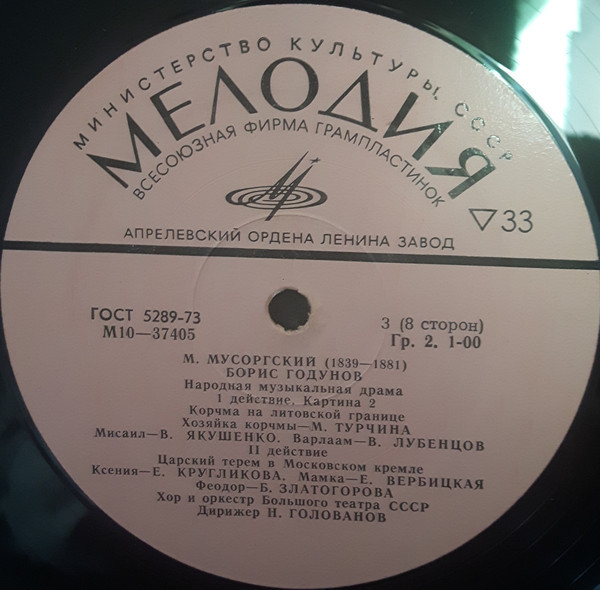 МИНИСТЕРСТВО КУЛЬТУРЫ СССР
МЕЛОДИЯ
ВСЕСОЮЗНАЯ ФИРМА ГРАМПЛАСТИНОК
▽33
АПРЕЛЕВСКИЙ ОРДЕНА ЛЕНИНА ЗАВОД
ГОСТ 5289-73
М10—37405
3 (8 сторон)
Гр. 2. 1-00
М. МУСОРГСКИЙ (1839—1881)
БОРИС ГОДУНОВ
Народная музыкальная драма
1 действие. Картина 2
Корчма на литовской границе
Хозяйка корчмы—М. ТУРЧИНА
Мисаил—В. ЯКУШЕНКО. Варлаам—В. ЛУБЕНЦОВ
II действие
Царский терем в Московском кремле
Ксения—Е. КРУГЛИКОВА. Мамка—Е. ВЕРБИЦКАЯ
Феодор—Б. ЗЛАТОГОРОВА
Хор и оркестр Большого театра СССР
Дирижер Н. ГОЛОВАНОВ